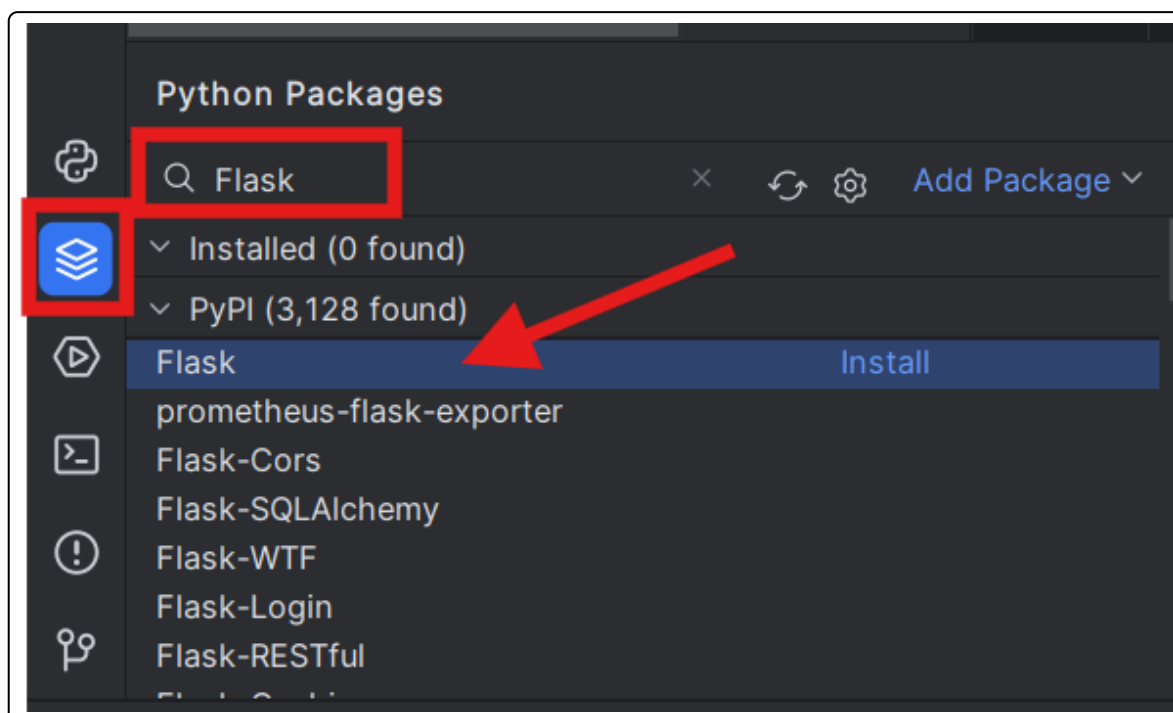 Python Packages
Flask
Add Package
Installed (0 found)
PyPI (3,128 found)
Flask Install
prometheus-flask-exporter
Flask-Cors
Flask-SQLAlchemy
Flask-WTF
Flask-Login
Flask-RESTful